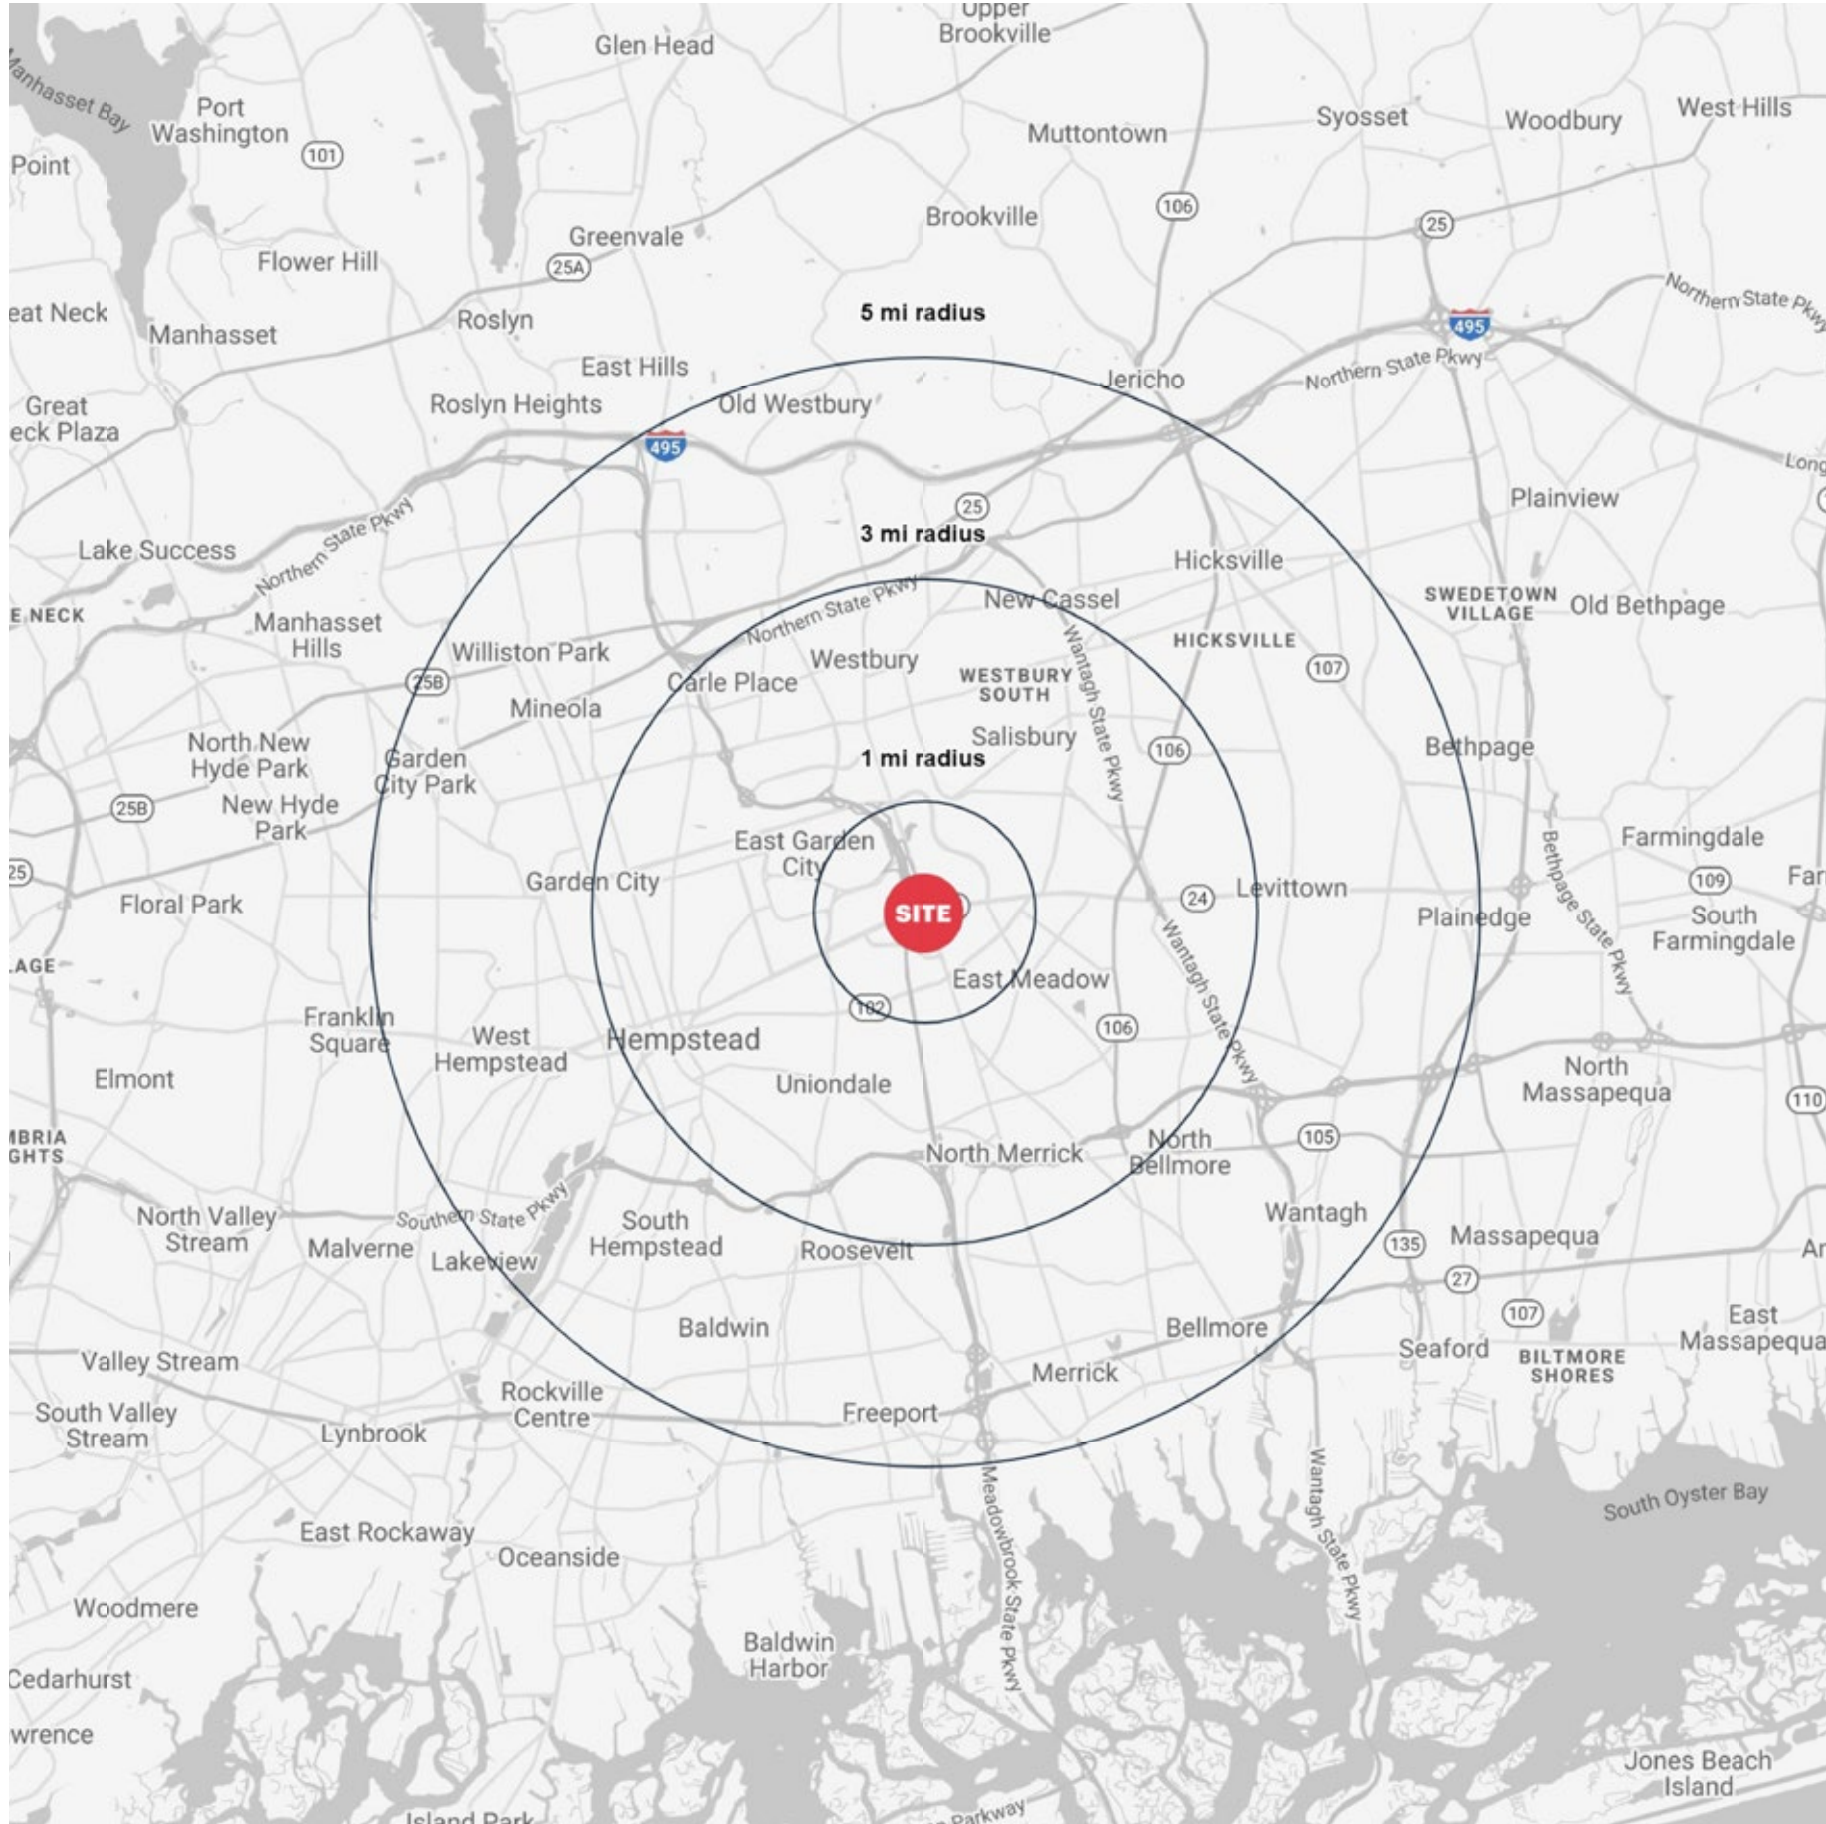 Upper
Brookville
Glen Head
Manhasset Bay
Port
Washington
101
Point
Muttontown
Syosset
Woodbury
West Hills
Brookville
106
25
Greenvale
25A
Flower Hill
Northern State Pkwy
eat Neck
Manhasset
Roslyn
5 mi radius
495
Northern State Pkwy
East Hills
Jericho
Great
eck Plaza
Roslyn Heights
Old Westbury
495
Long
Plainview
25
Northern State Pkwy
3 mi radius
Lake Success
Hicksville
E NECK
Northern State Pkwy
New Cassel
SWEDETOWN
VILLAGE
Old Bethpage
Manhasset
Hills
Williston Park
Westbury
HICKSVILLE
107
25B
Carle Place
WESTBURY
SOUTH
Wantagh State Pkwy
Mineola
North New
Hyde Park
Garden
City Park
Salisbury
106
Bethpage
1 mi radius
25B
New Hyde
Park
East Garden
City
Farmingdale
25
Garden City
Floral Park
SITE
24
Levittown
Bethpage State Pkwy
109
Far
Plainedge
South
Farmingdale
LAGE
East Meadow
Wantagh State Pkwy
102
Franklin
Square
West
Hempstead
Hempstead
106
Elmont
Uniondale
North
Massapequa
110
MBRIA
GHTS
North Merrick
North
Bellmore
105
North Valley
Stream
Southern State Pkwy
Malverne
Lakeview
South
Hempstead
Roosevelt
Wantagh
135
Massapequa
27
107
Baldwin
Bellmore
East
Massapequa
Valley Stream
Merrick
Seaford
BILTMORE
SHORES
South Valley
Stream
Lynbrook
Rockville
Centre
Freeport
Meadowbrook State Pkwy
Wantagh State Pkwy
South Oyster Bay
East Rockaway
Oceanside
Woodmere
Baldwin
Harbor
Cedarhurst
wrence
Jones Beach
Island
Island Park
Parkway